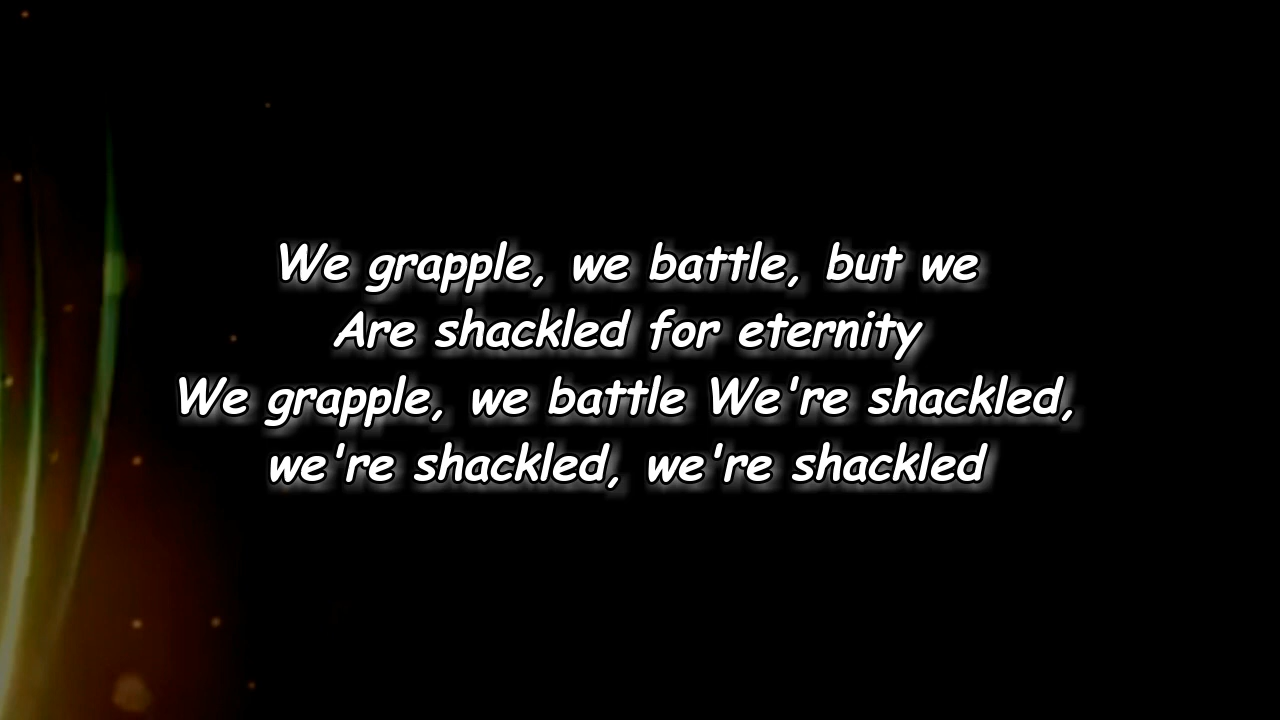 We grapple, we battle, but we
Are shackled for eternity
We grapple, we battle We're shackled,
we're shackled, we're shackled